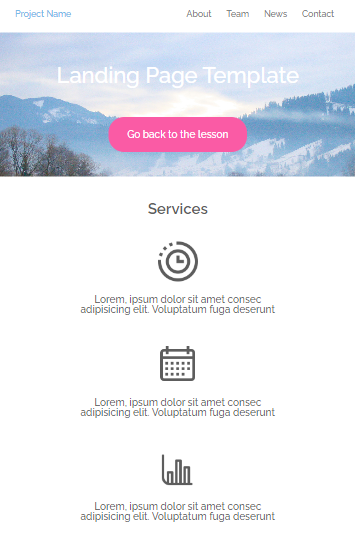 Project Name About Team News Contact
Landing Page Template
Go back to the lesson
Services
Lorem, ipsum dolor sit amet consec
adipisicing elit. Voluptatum fuga deserunt
Lorem, ipsum dolor sit amet consec
adipisicing elit. Voluptatum fuga deserunt
Lorem, ipsum dolor sit amet consec
adipisicing elit. Voluptatum fuga deserunt